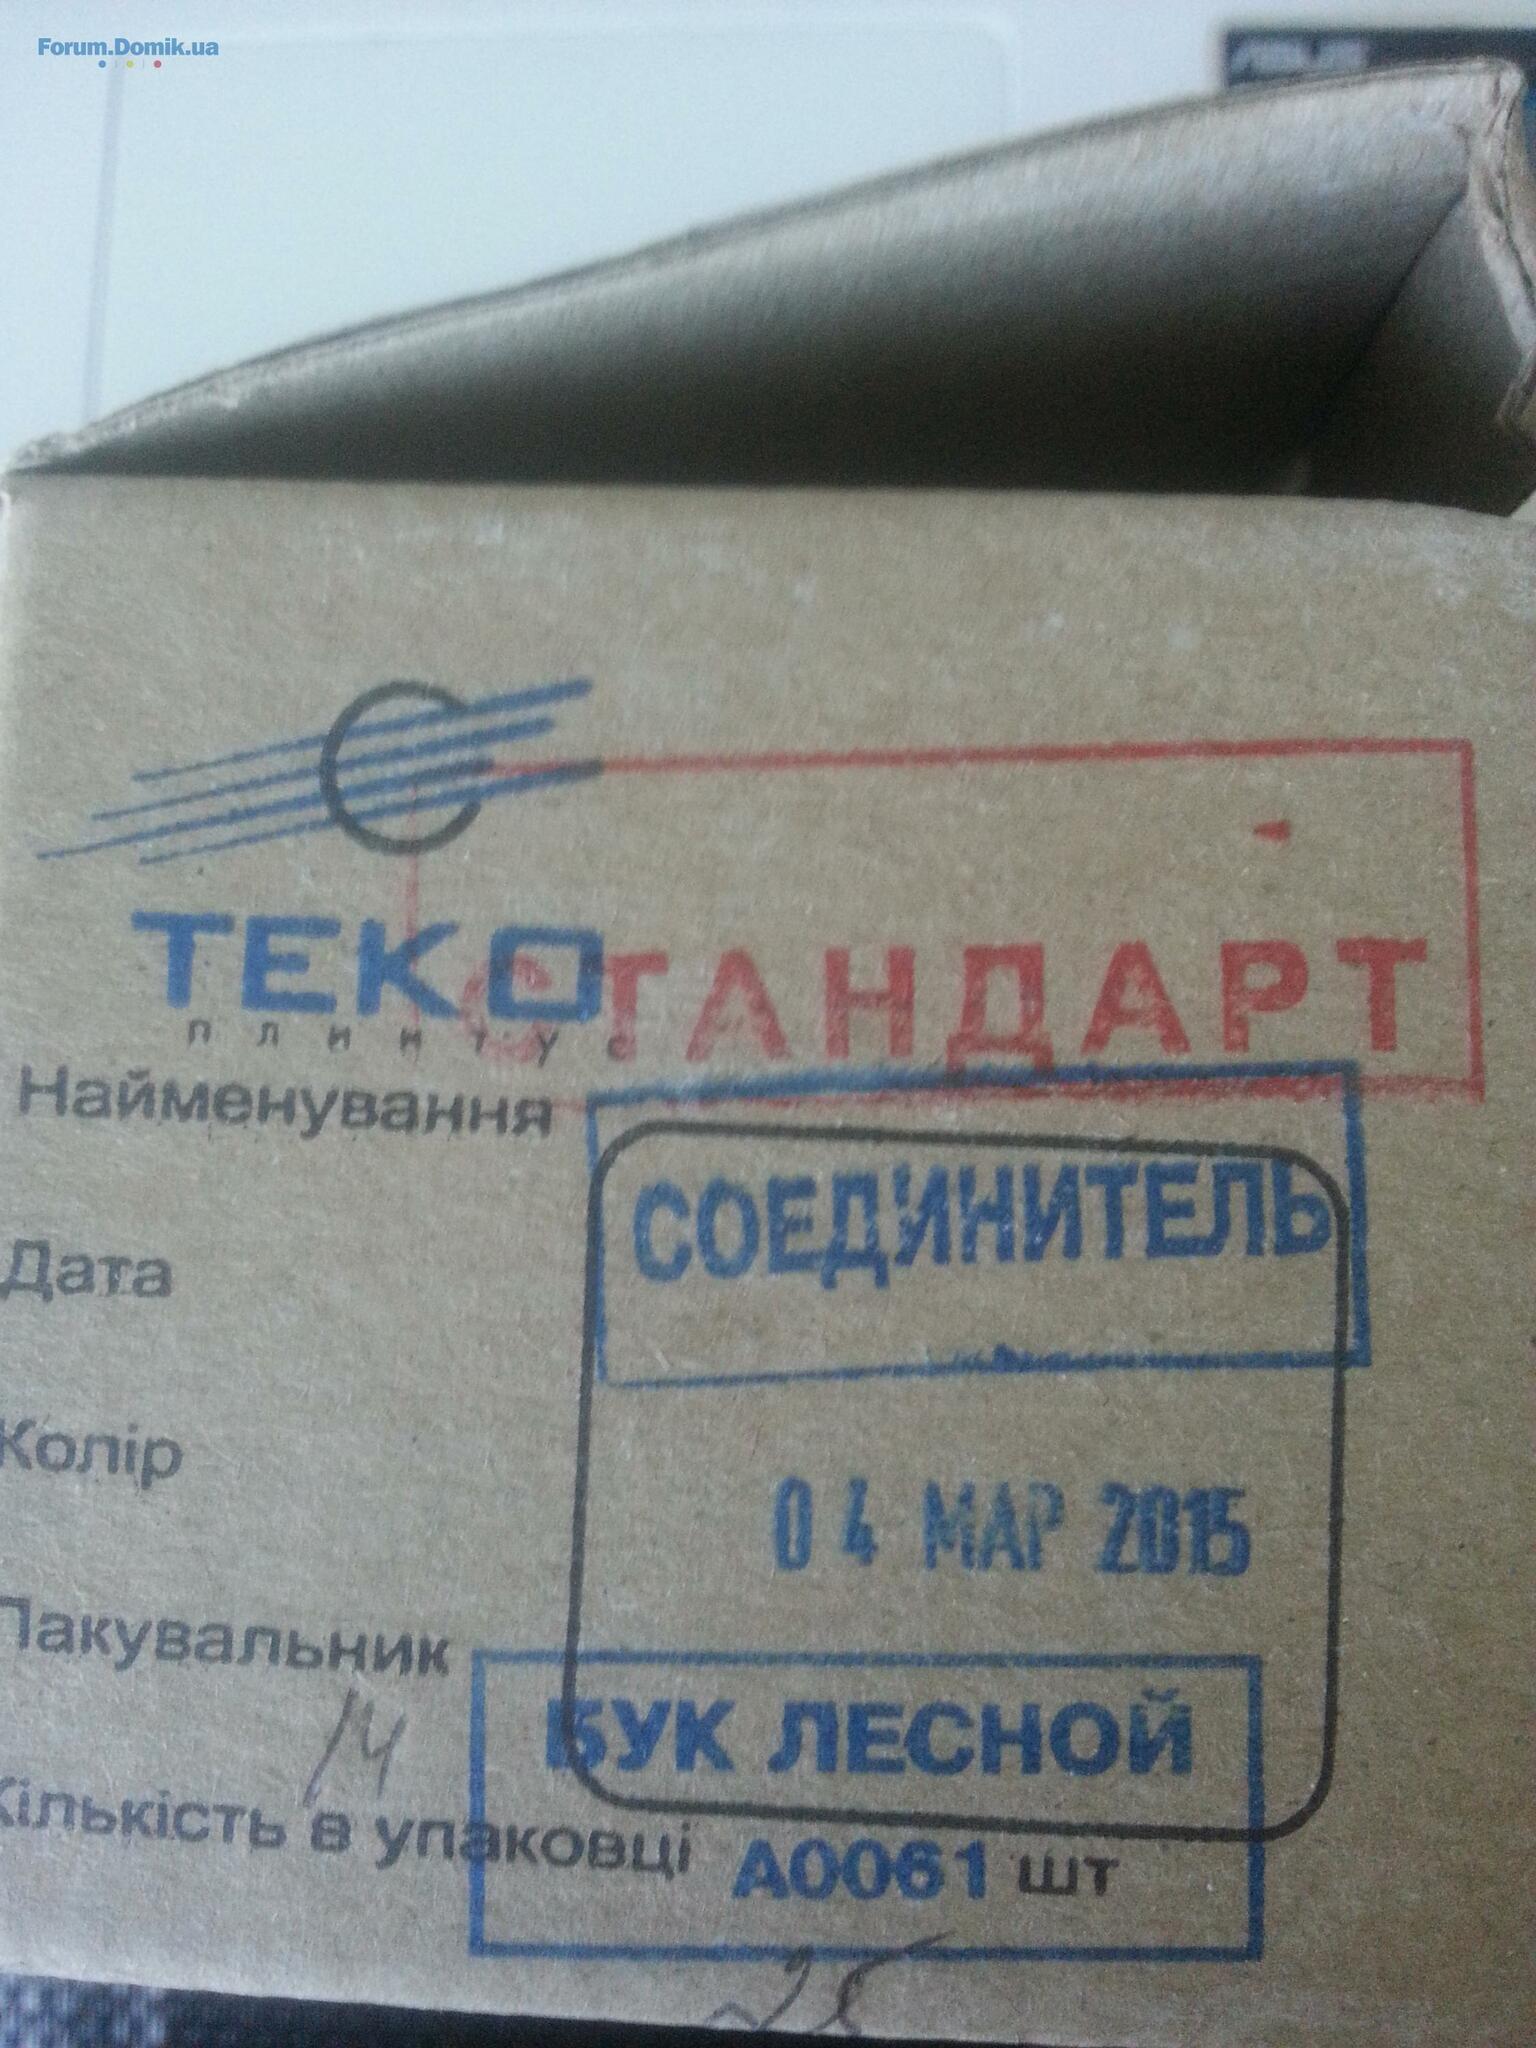 Forum.Domik.ua
ТЕКО
плинтус
СТАНДАРТ
Найменування
СОЕДИНИТЕЛЬ
Дата
04 МАР 2015
Колір
Пакувальник
14
БУК ЛЕСНОЙ
Кількість в упаковці А0061 шт
25